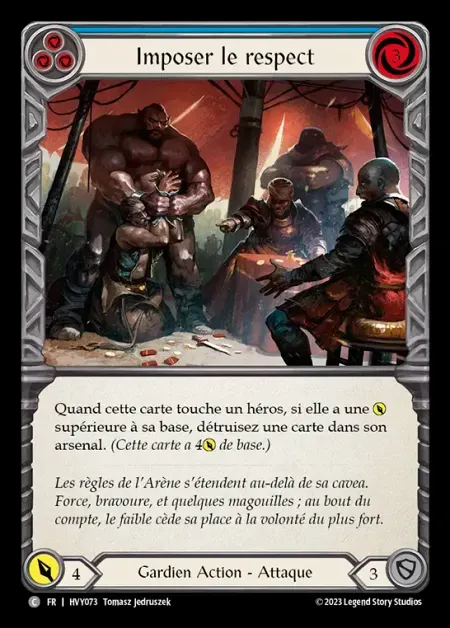 Imposer le respect
3
Quand cette carte touche un héros, si elle a une
supérieure à sa base, détruisez une carte dans son
arsenal. (Cette carte a 4 de base.)
Les règles de l'Arène s'étendent au-delà de sa cavea.
Force, bravoure, et quelques magouilles ; au bout du
compte, le faible cède sa place à la volonté du plus fort.
4 Gardien Action - Attaque 3
C FR | HVY073 Tomasz Jedruszek © 2023 Legend Story Studios